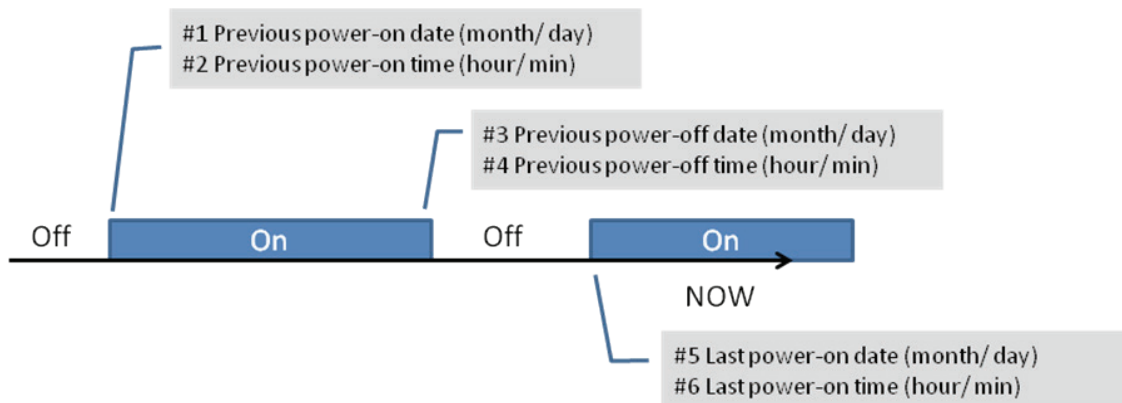 #1 Previous power-on date (month/ day)
#2 Previous power-on time (hour/ min)
#3 Previous power-off date (month/ day)
#4 Previous power-off time (hour/ min)
Off On Off On
NOW
#5 Last power-on date (month/ day)
#6 Last power-on time (hour/ min)